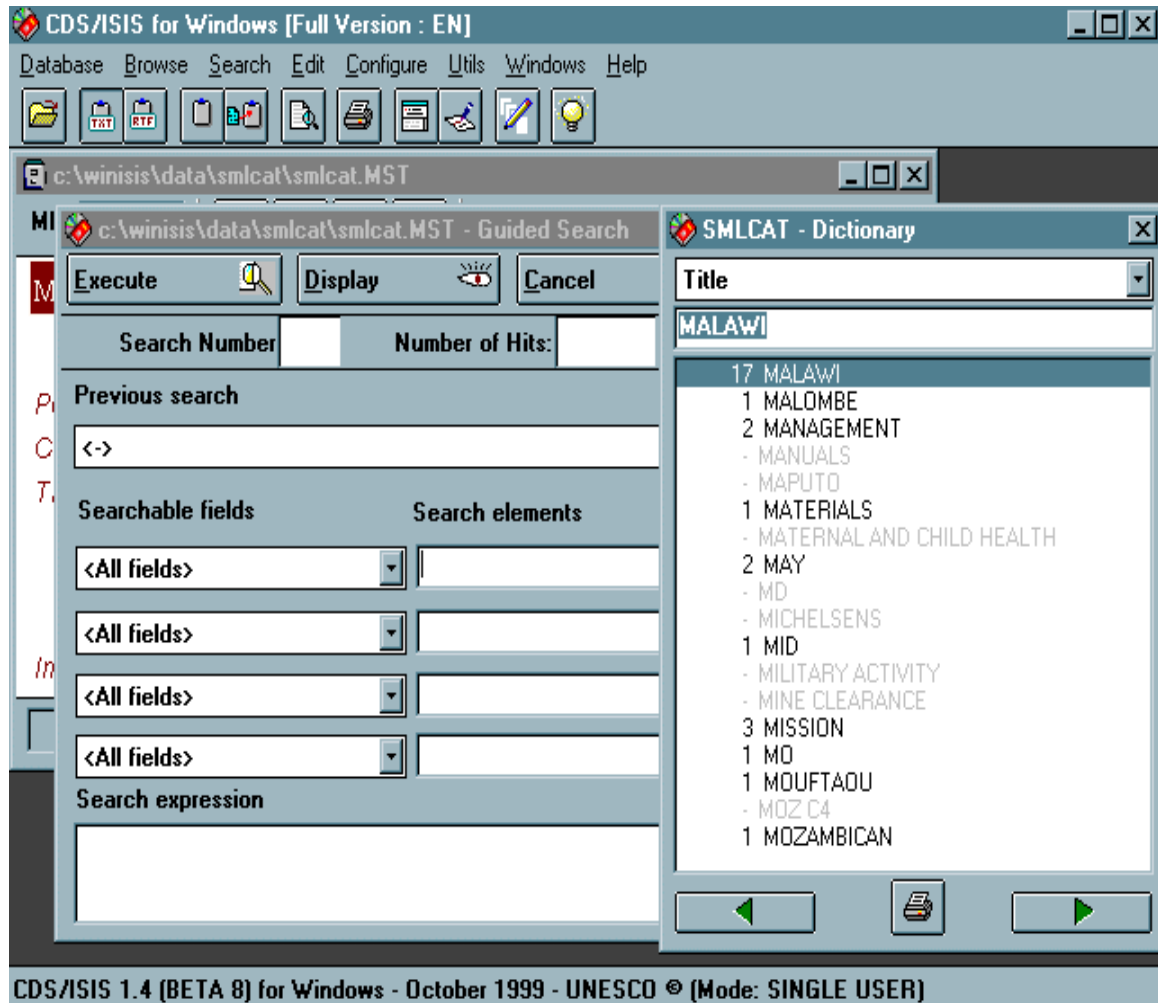 CDS/ISIS for Windows [Full Version : EN]
Database Browse Search Edit Configure Utils Windows Help
TXT RTF
c:\winisis\data\smlcat\smlcat.MST
c:\winisis\data\smlcat\smlcat.MST - Guided Search
Execute Display Cancel
Search Number Number of Hits:
Previous search
<->
Searchable fields Search elements
<All fields>
<All fields>
<All fields>
<All fields>
Search expression
SMLCAT - Dictionary
Title
MALAWI
17 MALAWI
1 MALOMBE
2 MANAGEMENT
- MANUALS
- MAPUTO
1 MATERIALS
- MATERNAL AND CHILD HEALTH
2 MAY
- MD
- MICHELSENS
1 MID
- MILITARY ACTIVITY
- MINE CLEARANCE
3 MISSION
1 MO
1 MOUFTAOU
- MOZ C4
1 MOZAMBICAN
CDS/ISIS 1.4 (BETA 8) for Windows - October 1999 - UNESCO © (Mode: SINGLE USER)